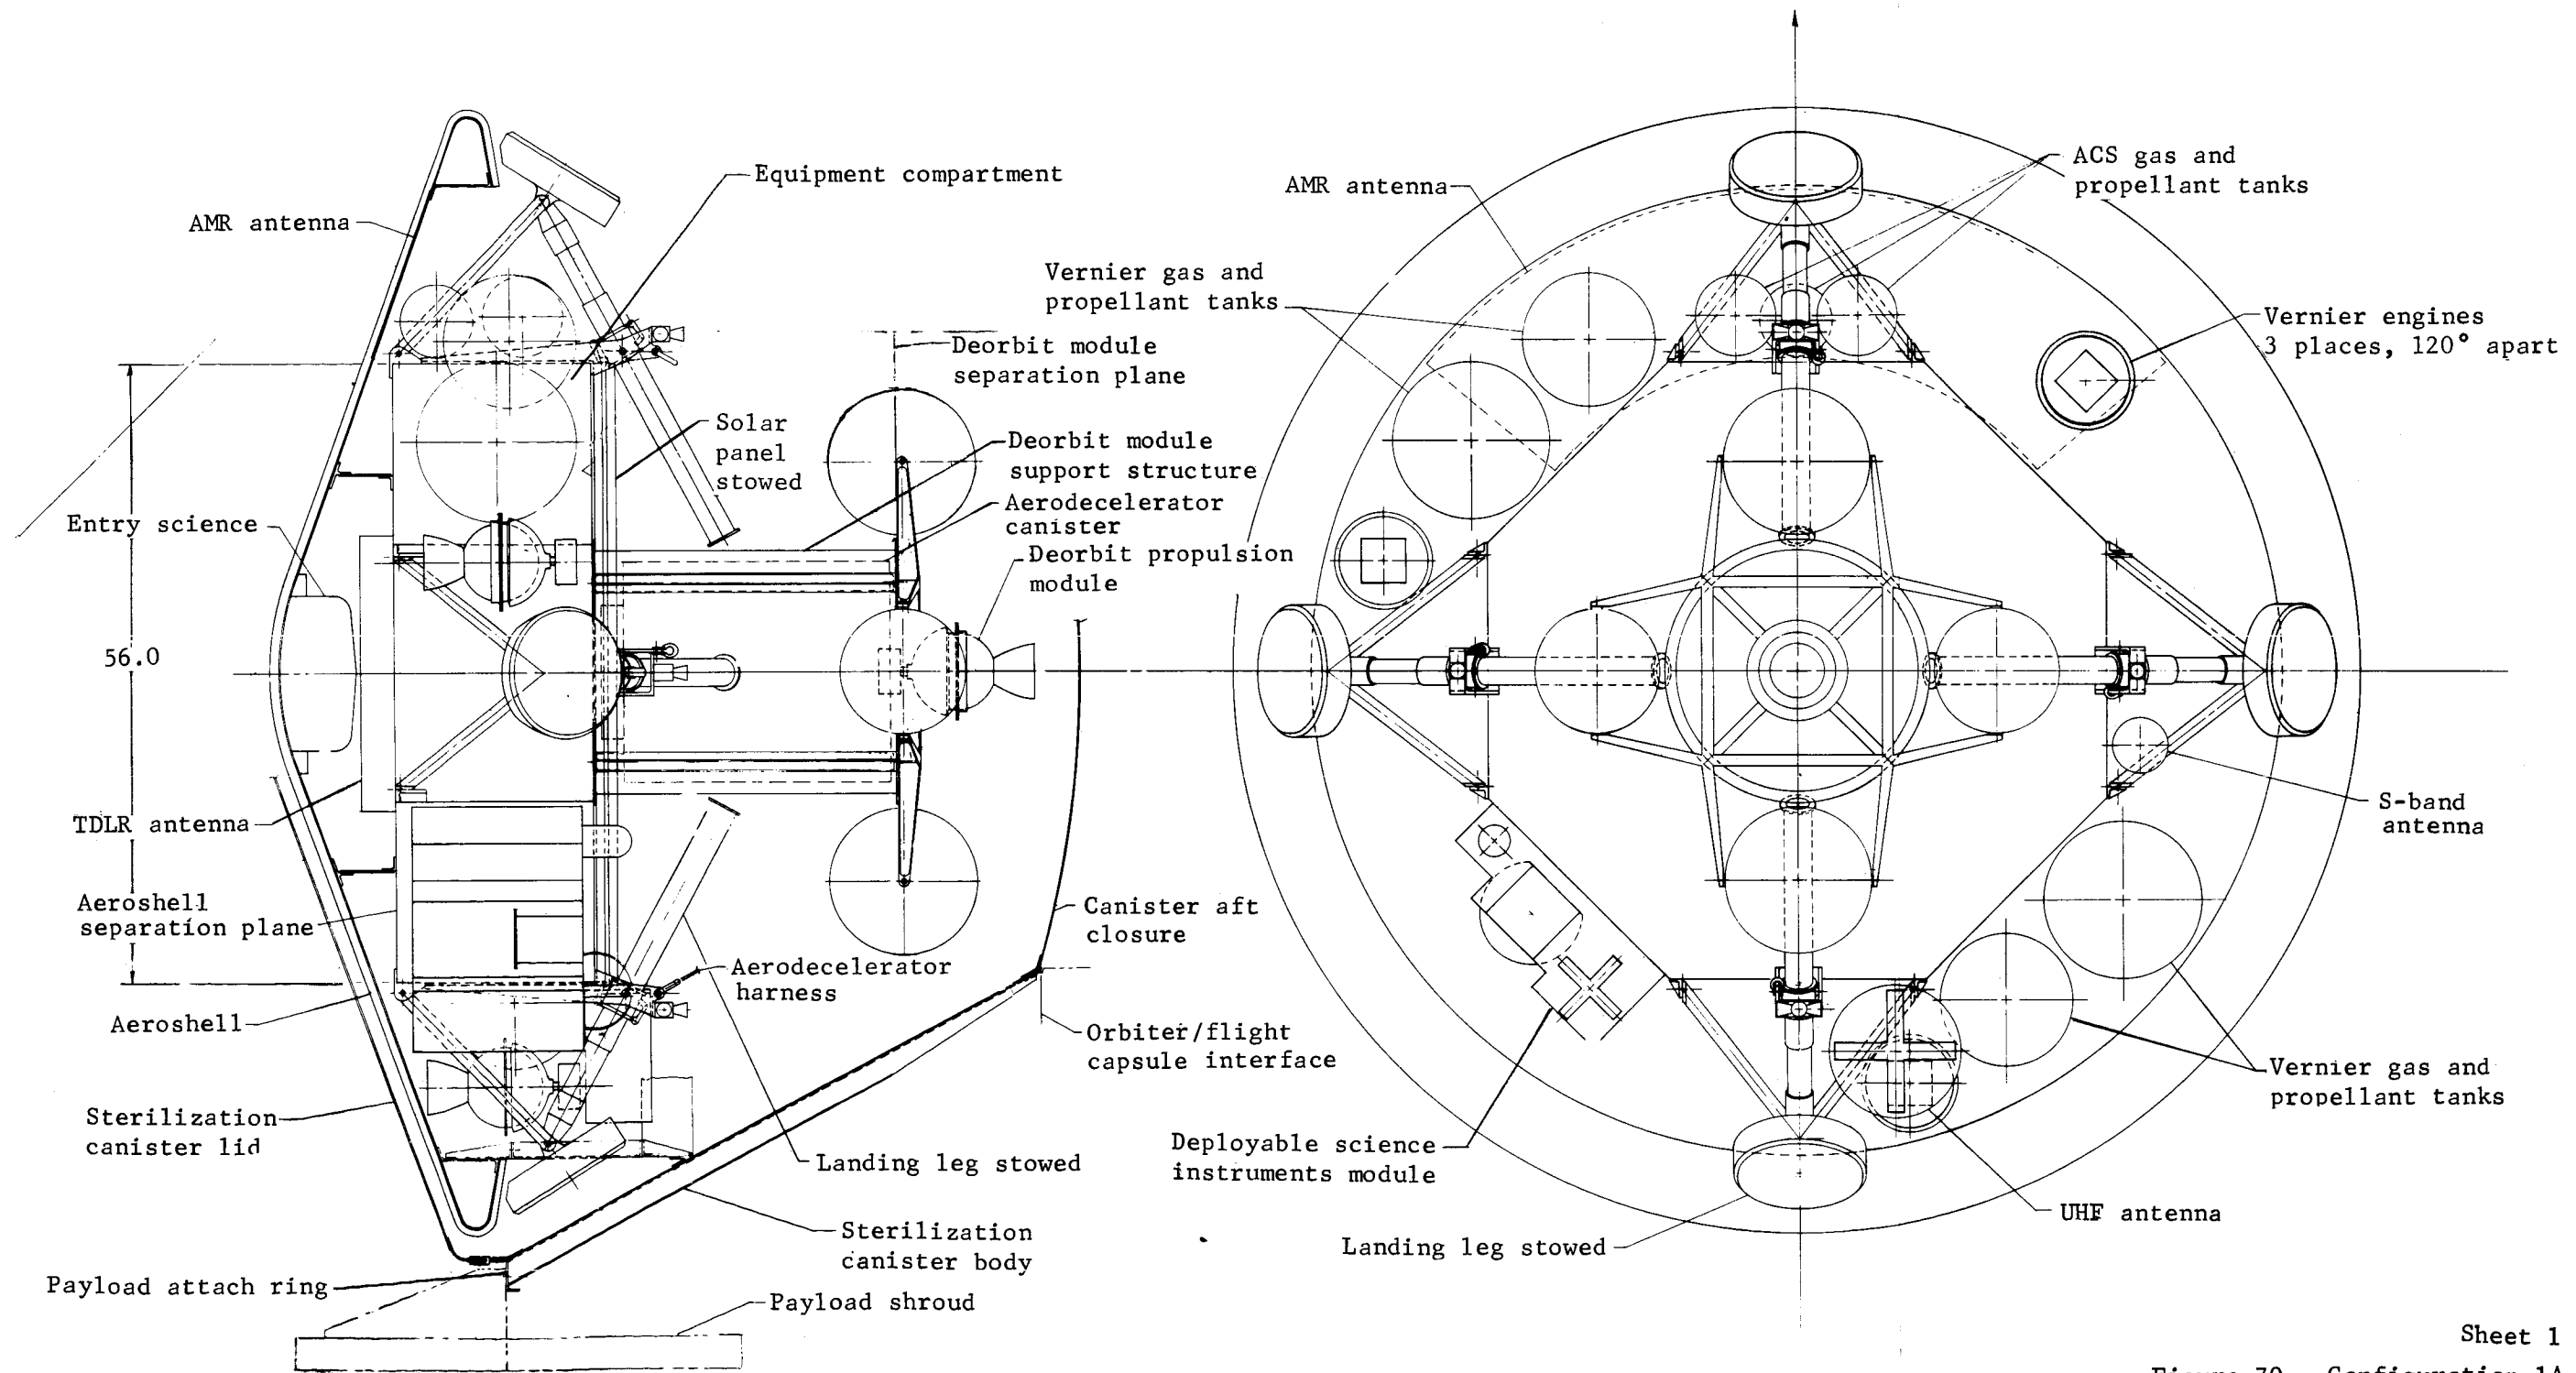 Equipment compartment
AMR antenna
Deorbit module
separation plane
Solar
panel
stowed
Deorbit module
support structure
Aerodecelerator
canister
Deorbit propulsion
module
Entry science
56.0
TDLR antenna
Aeroshell
separation plane
Aeroshell
Sterilization
canister lid
Payload attach ring
Payload shroud
Sterilization
canister body
Landing leg stowed
Aerodecelerator
harness
Canister aft
closure
Orbiter/flight
capsule interface
AMR antenna
Vernier gas and
propellant tanks
ACS gas and
propellant tanks
Vernier engines
3 places, 120° apart
S-band
antenna
Vernier gas and
propellant tanks
UHF antenna
Deployable science
instruments module
Landing leg stowed
Sheet 1
Figure 70 Configuration 1A